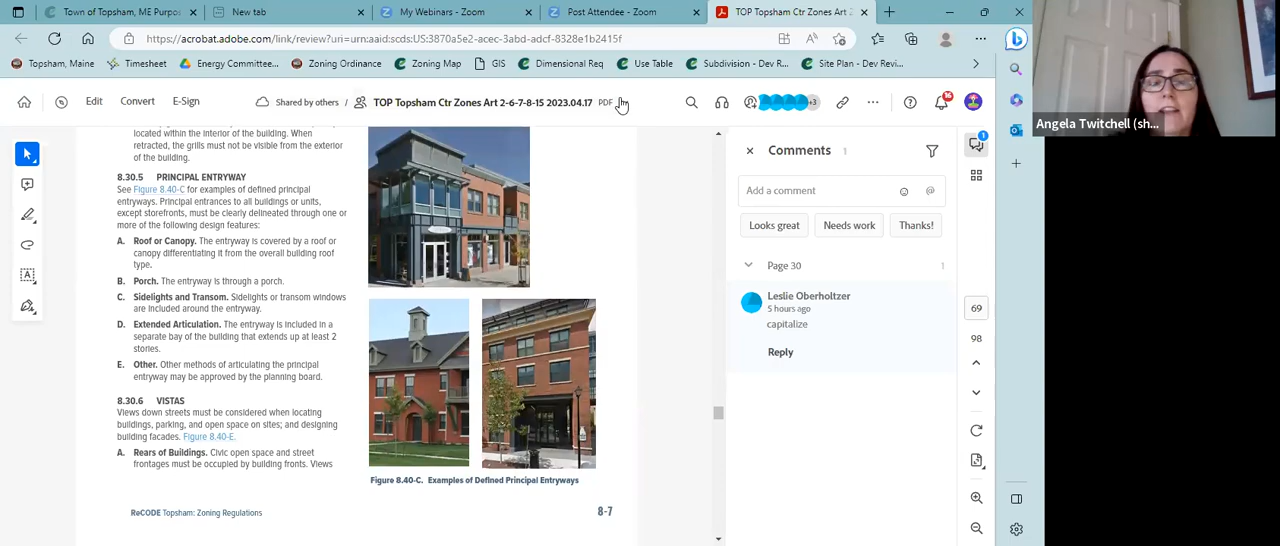 Town of Topsham, ME Purpos
New tab
My Webinars - Zoom
Post Attendee - Zoom
TOP Topsham Ctr Zones Art 2
https://acrobat.adobe.com/link/review?uri=urn:aaid:scds:US:3870a5e2-acec-3abd-adcf-8328e1b2415f
Topsham, Maine
Timesheet
Energy Committee...
Zoning Ordinance
Zoning Map
GIS
Dimensional Req
Use Table
Subdivision - Dev R...
Site Plan - Dev Revi...
Edit
Convert
E-Sign
Shared by others /
TOP Topsham Ctr Zones Art 2-6-7-8-15 2023.04.17
PDF
+3
16
Angela Twitchell (sh...
located within the interior of the building. When
retracted, the grills must not be visible from the exterior
of the building.
8.30.5 PRINCIPAL ENTRYWAY
See Figure 8.40-C for examples of defined principal
entryways. Principal entrances to all buildings or units,
except storefronts, must be clearly delineated through one or
more of the following design features:
A. Roof or Canopy. The entryway is covered by a roof or
canopy differentiating it from the overall building roof
type.
B. Porch. The entryway is through a porch.
C. Sidelights and Transom. Sidelights or transom windows
are included around the entryway.
D. Extended Articulation. The entryway is included in a
separate bay of the building that extends up at least 2
stories.
E. Other. Other methods of articulating the principal
entryway may be approved by the planning board.
8.30.6 VISTAS
Views down streets must be considered when locating
buildings, parking, and open space on sites; and designing
building facades. Figure 8.40-E.
A. Rears of Buildings. Civic open space and street
frontages must be occupied by building fronts. Views
Figure 8.40-C. Examples of Defined Principal Entryways
ReCODE Topsham: Zoning Regulations
8-7
Comments 1
Add a comment
@
Looks great
Needs work
Thanks!
Page 30
1
Leslie Oberholtzer
5 hours ago
capitalize
Reply
1
69
98